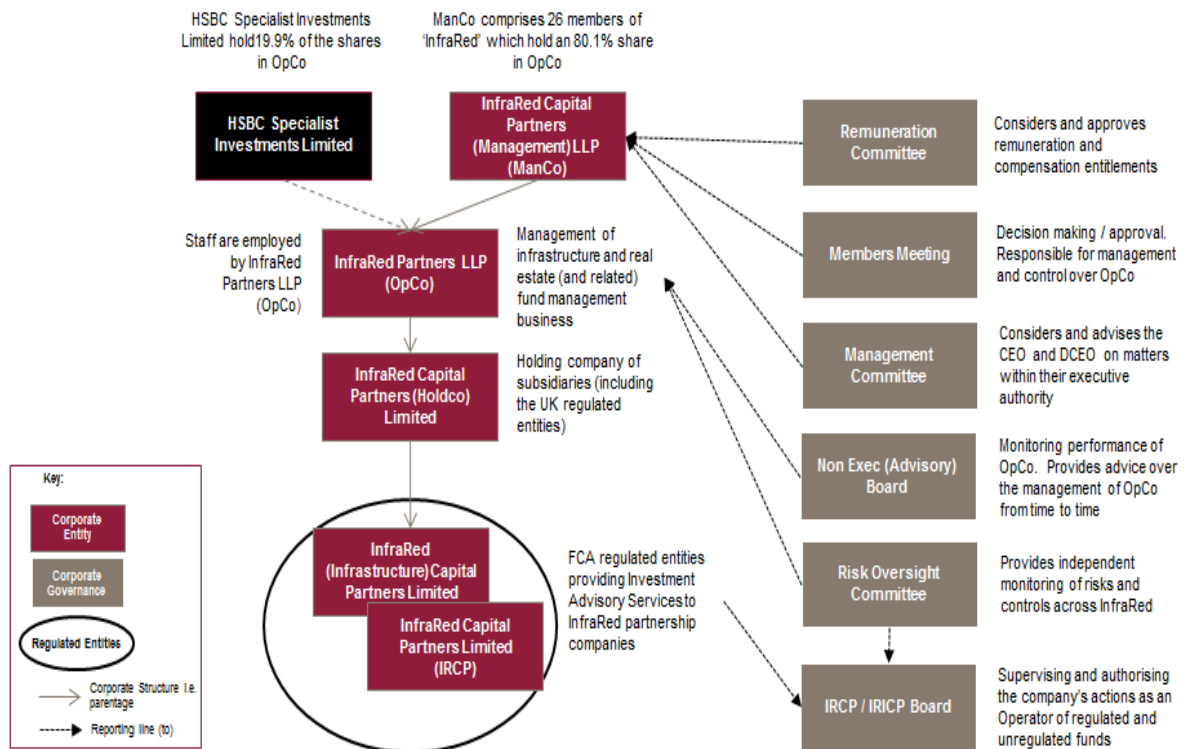 HSBC Specialist Investments
Limited hold19.9% of the shares
in OpCo
ManCo comprises 26 members of
'InfraRed' which hold an 80.1% share
in OpCo
HSBC Specialist
Investments Limited
InfraRed Capital
Partners
(Management) LLP
(ManCo)
Remuneration
Committee
Considers and approves
remuneration and
compensation entitlements
Staff are employed
by InfraRed
Partners LLP
(OpCo)
InfraRed Partners LLP
(OpCo)
Management of
infrastructure and real
estate (and related)
fund management
business
Members Meeting
Decision making / approval.
Responsible for management
and control over OpCo
InfraRed Capital
Partners (Holdco)
Limited
Holding company of
subsidiaries (including
the UK regulated
entities)
Management
Committee
Considers and advises the
CEO and DCEO on matters
within their executive
authority
Non Exec (Advisory)
Board
Monitoring performance of
OpCo. Provides advice over
the management of OpCo
from time to time
InfraRed
(Infrastructure) Capital
Partners Limited
InfraRed Capital
Partners Limited
(IRCP)
FCA regulated entities
providing Investment
Advisory Services to
InfraRed partnership
companies
Risk Oversight
Committee
Provides independent
monitoring of risks and
controls across InfraRed
IRCP / IRICP Board
Supervising and authorising
the company's actions as an
Operator of regulated and
unregulated funds
Key:
Corporate
Entity
Corporate
Governance
Regulated Entities
Corporate Structure I.e.
parentage
Reporting line (to)